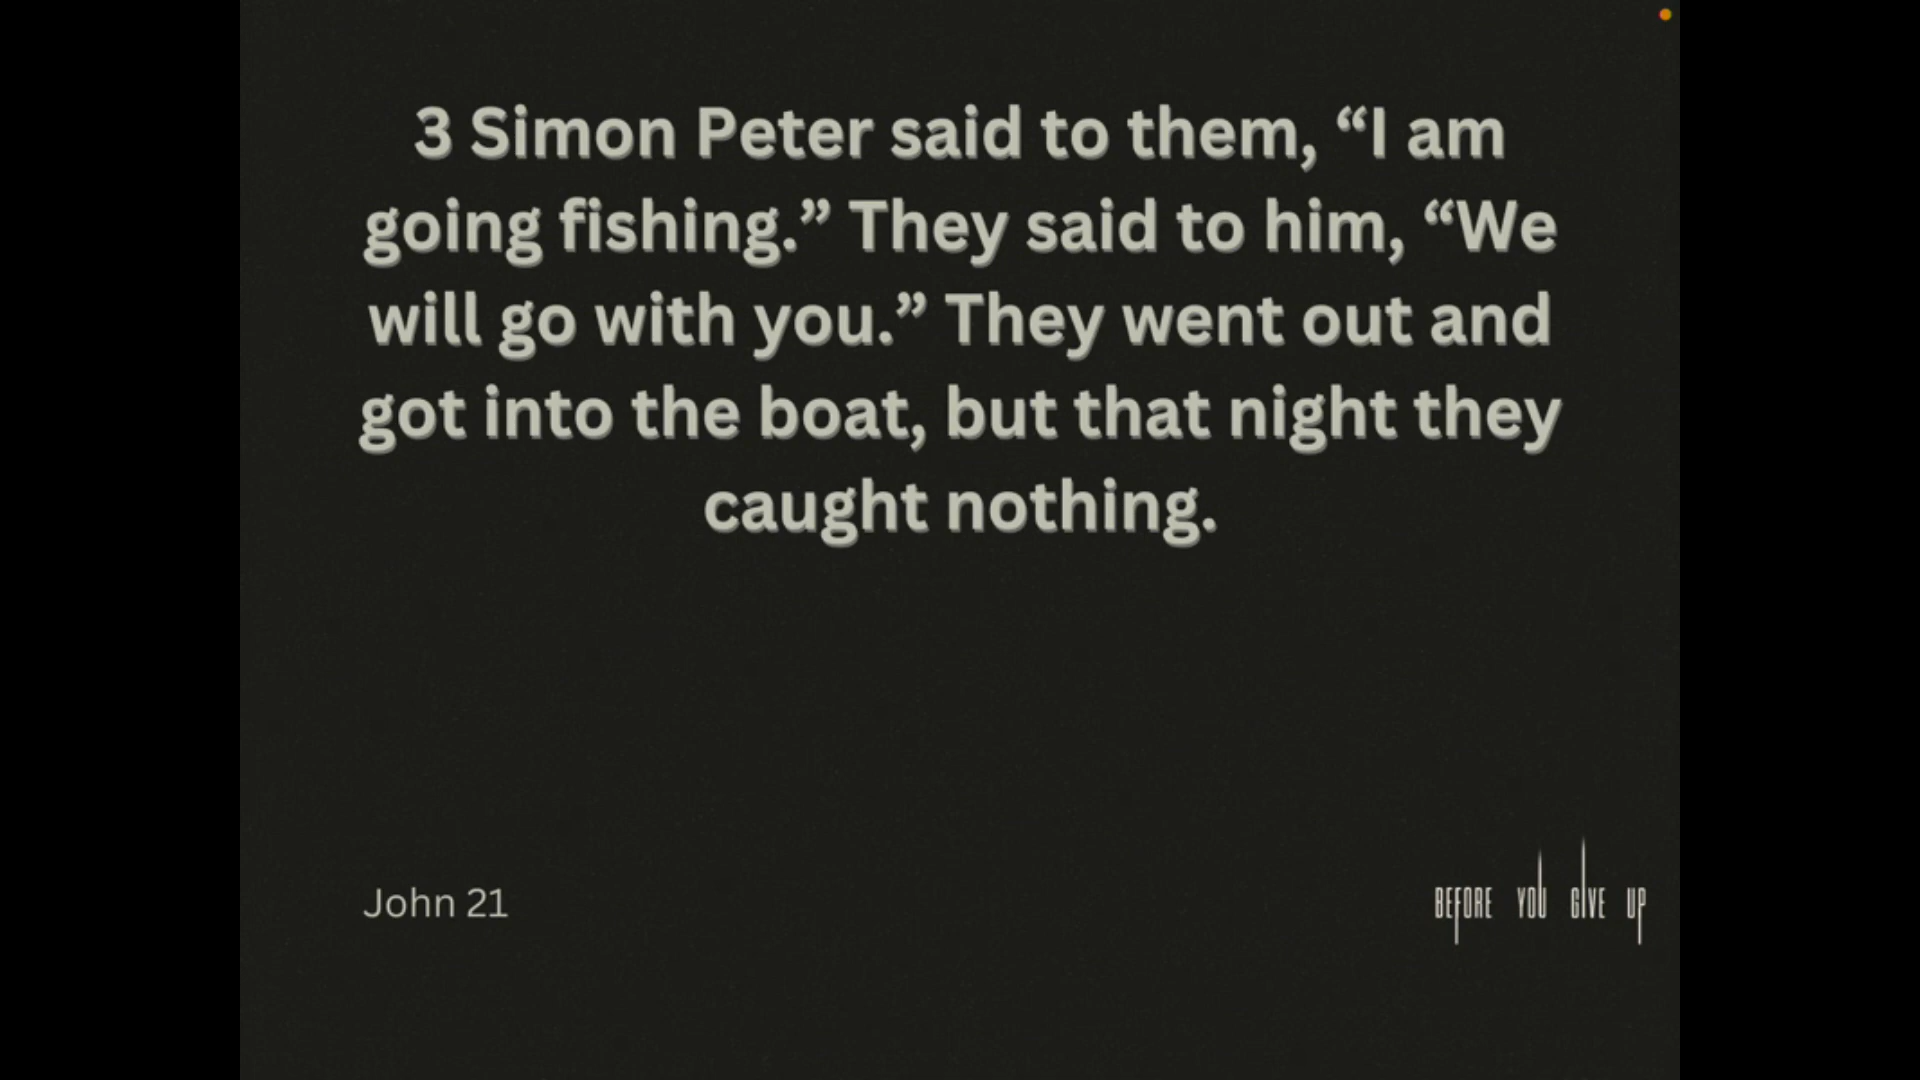 3 Simon Peter said to them, “I am
going fishing.” They said to him, “We
will go with you.” They went out and
got into the boat, but that night they
caught nothing.
John 21
BEFORE YOU GIVE UP